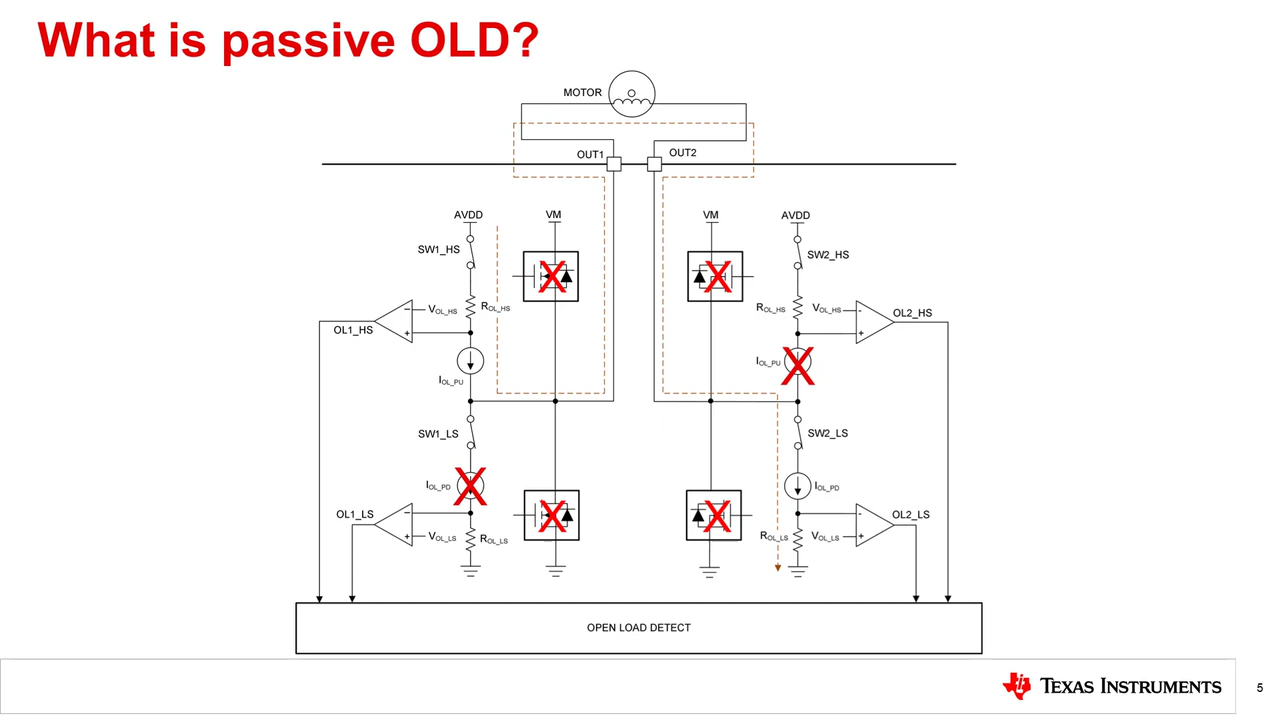 What is passive OLD?
MOTOR
OUT1
OUT2
AVDD
VM
VM
AVDD
SW1_HS
SW2_HS
VOL_HS
ROL_HS
ROL_HS
VOL_HS
OL1_HS
OL2_HS
-
+
-
+
IOL_PU
IOL_PU
X
X
X
SW1_LS
SW2_LS
IOL_PD
IOL_PD
X
X
X
OL1_LS
OL2_LS
-
+
-
+
VOL_LS
ROL_LS
ROL_LS
VOL_LS
OPEN LOAD DETECT
TEXAS INSTRUMENTS
5